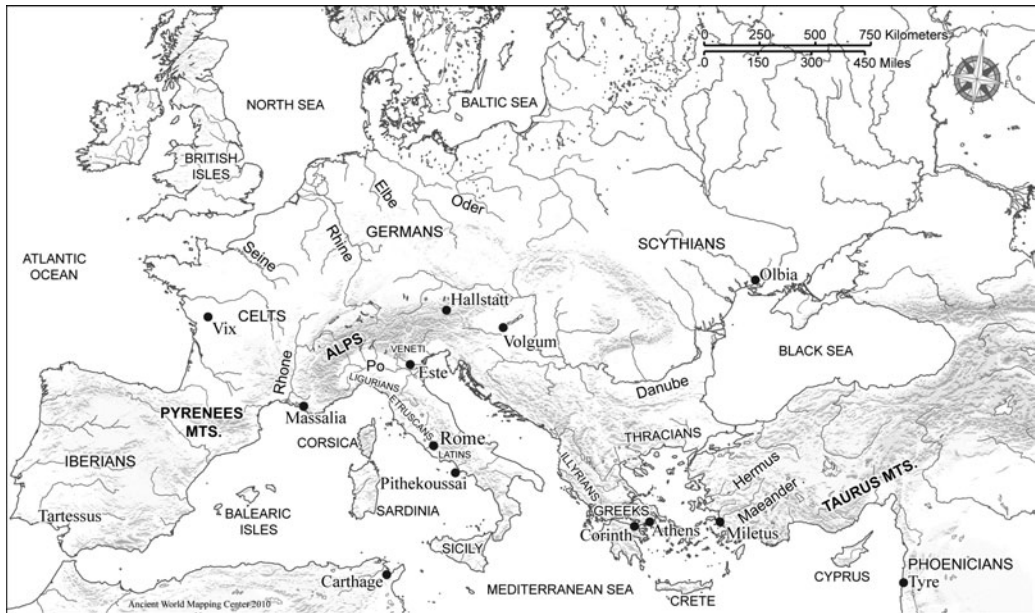 0 250 500 750 Kilometers
0 150 300 450 Miles
N
NORTH SEA
BALTIC SEA
BRITISH
ISLES
ATLANTIC
OCEAN
Elbe
Oder
Rhine
Seine
GERMANS
SCYTHIANS
Olbia
Hallstatt
Vix
CELTS
Volgum
ALPS
VENETI
Po
Este
Rhone
LIGURIANS
BLACK SEA
Danube
Massalia
PYRENEES
MTS.
ETRUSCANS
CORSICA
Rome
LATINS
THRACIANS
ILLYRIANS
IBERIANS
Pithekoussai
Hermus
Maeander
TAURUS MTS.
Tartessus
BALEARIC
ISLES
SARDINIA
GREEKS
Corinth
Athens
Miletus
SICILY
Carthage
MEDITERRANEAN SEA
CRETE
CYPRUS
PHOENICIANS
Tyre
Ancient World Mapping Center 2010